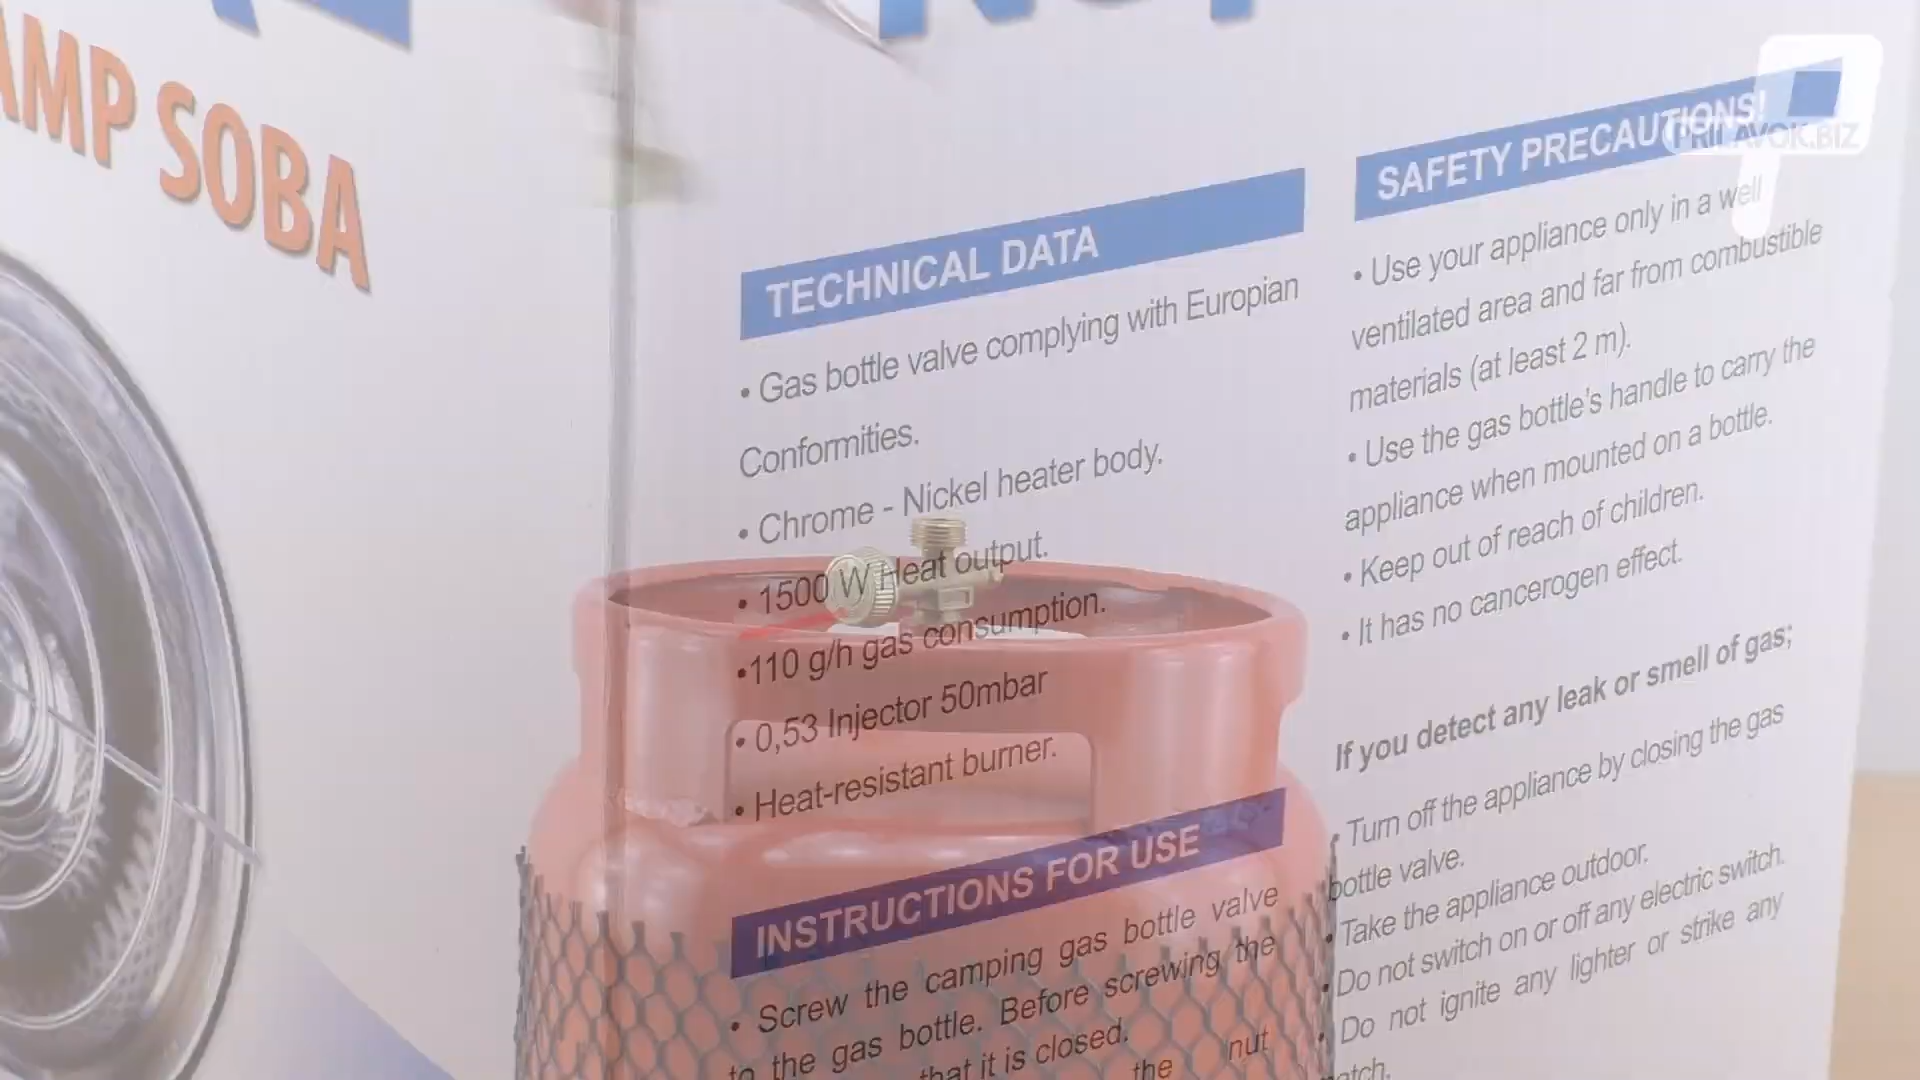 AMP SOBA
TECHNICAL DATA
• Gas bottle valve complying with Europian
Conformities.
• Chrome - Nickel heater body.
• 1500 W Heat output.
•110 g/h gas consumption.
• 0,53 Injector 50mbar
• Heat-resistant burner.
INSTRUCTIONS FOR USE
• Screw the camping gas bottle valve
to the gas bottle. Before screwing the
that it is closed.
the nut
SAFETY PRECAUTIONS!
• Use your appliance only in a well
ventilated area and far from combustible
materials (at least 2 m).
• Use the gas bottle's handle to carry the
appliance when mounted on a bottle.
• Keep out of reach of children.
• It has no cancerogen effect.
If you detect any leak or smell of gas;
• Turn off the appliance by closing the gas
bottle valve.
• Take the appliance outdoor.
• Do not switch on or off any electric switch.
• Do not ignite any lighter or strike any
PRILAVOK.BIZ